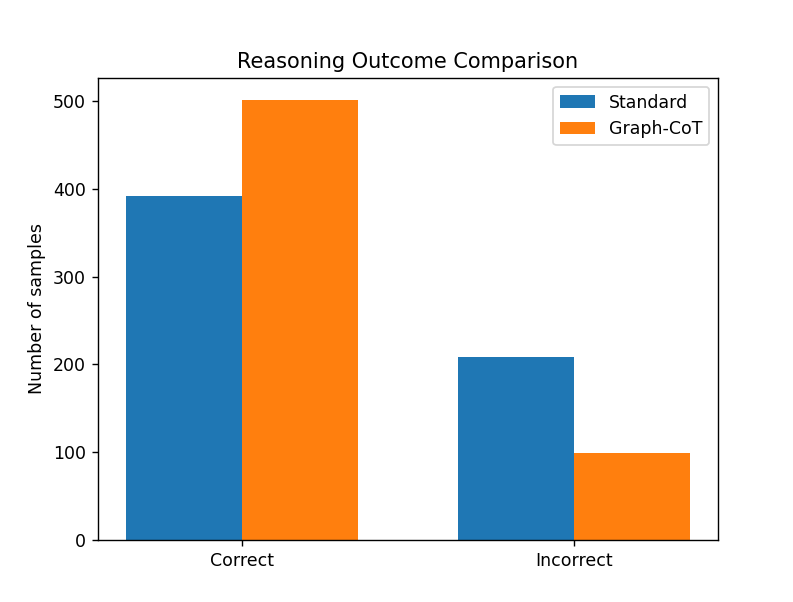 Reasoning Outcome Comparison
Standard
Graph-CoT
Number of samples
500
400
300
200
100
0
Correct
Incorrect